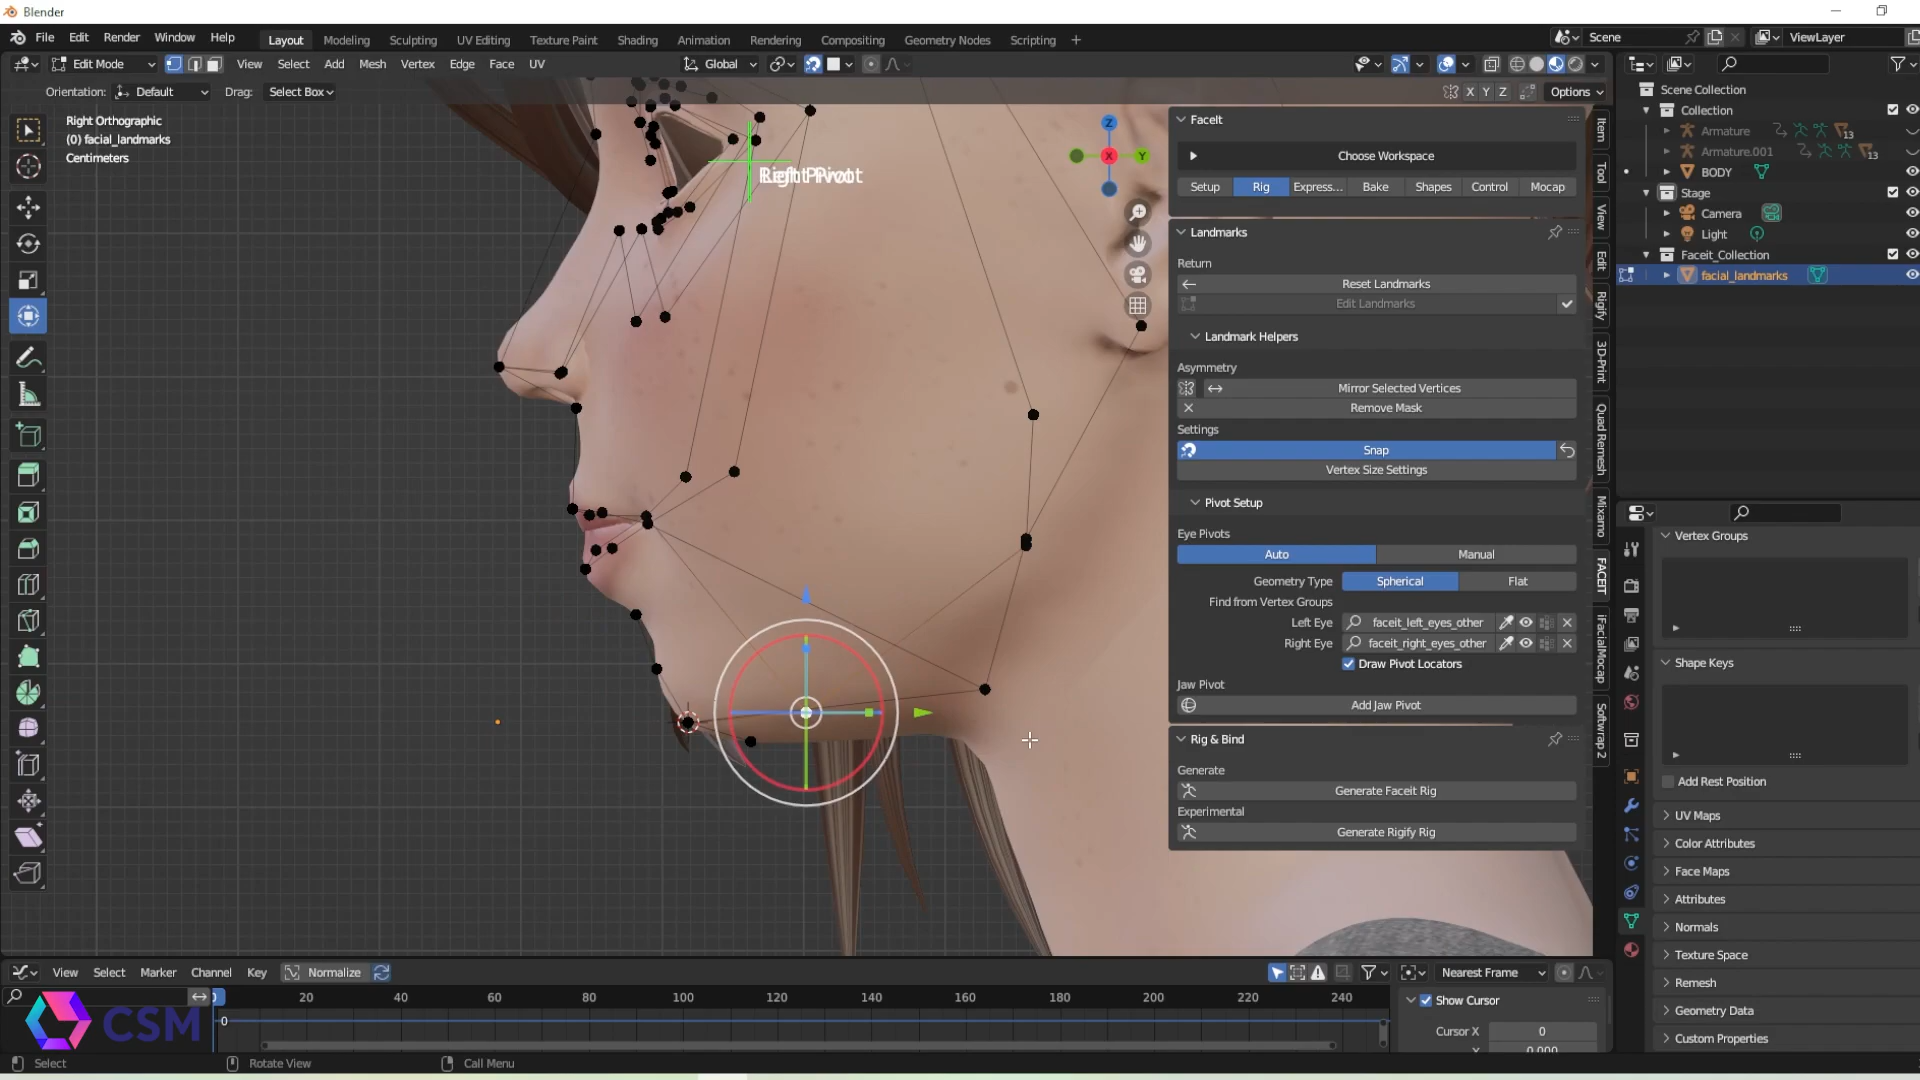 Blender
File Edit Render Window Help
Layout Modeling Sculpting UV Editing Texture Paint Shading Animation Rendering Compositing Geometry Nodes Scripting +
Scene
ViewLayer
Edit Mode View Select Add Mesh Vertex Edge Face UV
Global
Orientation: Default Drag: Select Box
X Y Z Options
Right Orthographic
(0) facial_landmarks
Centimeters
Z
X
Y
FaceIt
Choose Workspace
Setup Rig Express... Bake Shapes Control Mocap
Landmarks
Return
Reset Landmarks
Edit Landmarks
Landmark Helpers
Asymmetry
Mirror Selected Vertices
Remove Mask
Settings
Snap
Vertex Size Settings
Pivot Setup
Eye Pivots
Auto Manual
Geometry Type Spherical Flat
Find from Vertex Groups
Left Eye faceit_left_eyes_other
Right Eye faceit_right_eyes_other
Draw Pivot Locators
Jaw Pivot
Add Jaw Pivot
Rig & Bind
Generate
Generate Faceit Rig
Experimental
Generate Rigify Rig
Item
Tool
View
Edit
Rigify
3D-Print
Quad Remesh
Mixamo
FACEIT
iFacialMocap
Softwrap 2
Scene Collection
Collection
Armature 13
Armature.001 13
BODY
Stage
Camera
Light
Faceit_Collection
facial_landmarks
Vertex Groups
Shape Keys
Add Rest Position
UV Maps
Color Attributes
Face Maps
Attributes
Normals
Texture Space
Remesh
Geometry Data
Custom Properties
View Select Marker Channel Key Normalize
Nearest Frame
20 40 60 80 100 120 140 160 180 200 220 240
0
Show Cursor
Cursor X 0
Y 0.000
CSM
Select Rotate View Call Menu